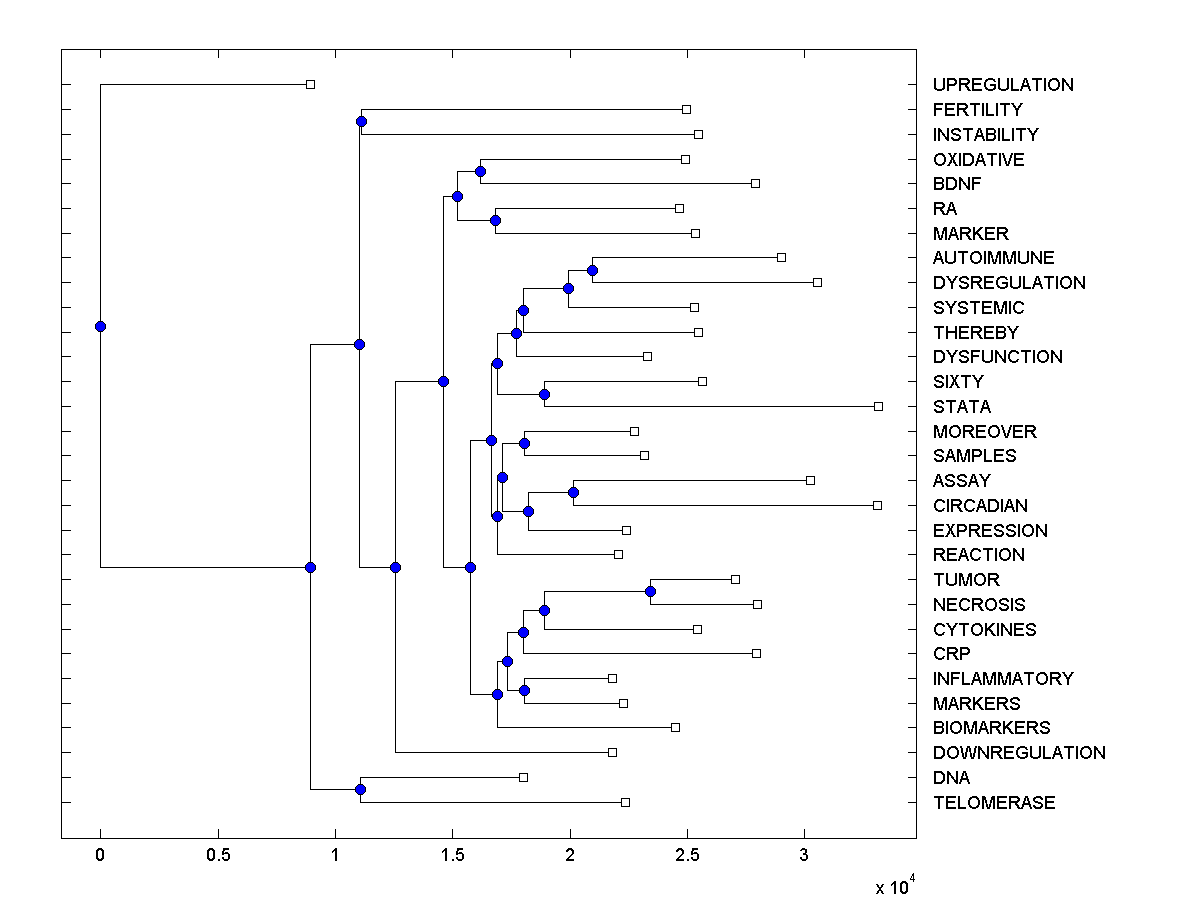 UPREGULATION
FERTILITY
INSTABILITY
OXIDATIVE
BDNF
RA
MARKER
AUTOIMMUNE
DYSREGULATION
SYSTEMIC
THEREBY
DYSFUNCTION
SIXTY
STATA
MOREOVER
SAMPLES
ASSAY
CIRCADIAN
EXPRESSION
REACTION
TUMOR
NECROSIS
CYTOKINES
CRP
INFLAMMATORY
MARKERS
BIOMARKERS
DOWNREGULATION
DNA
TELOMERASE
0 0.5 1 1.5 2 2.5 3
x 10^4